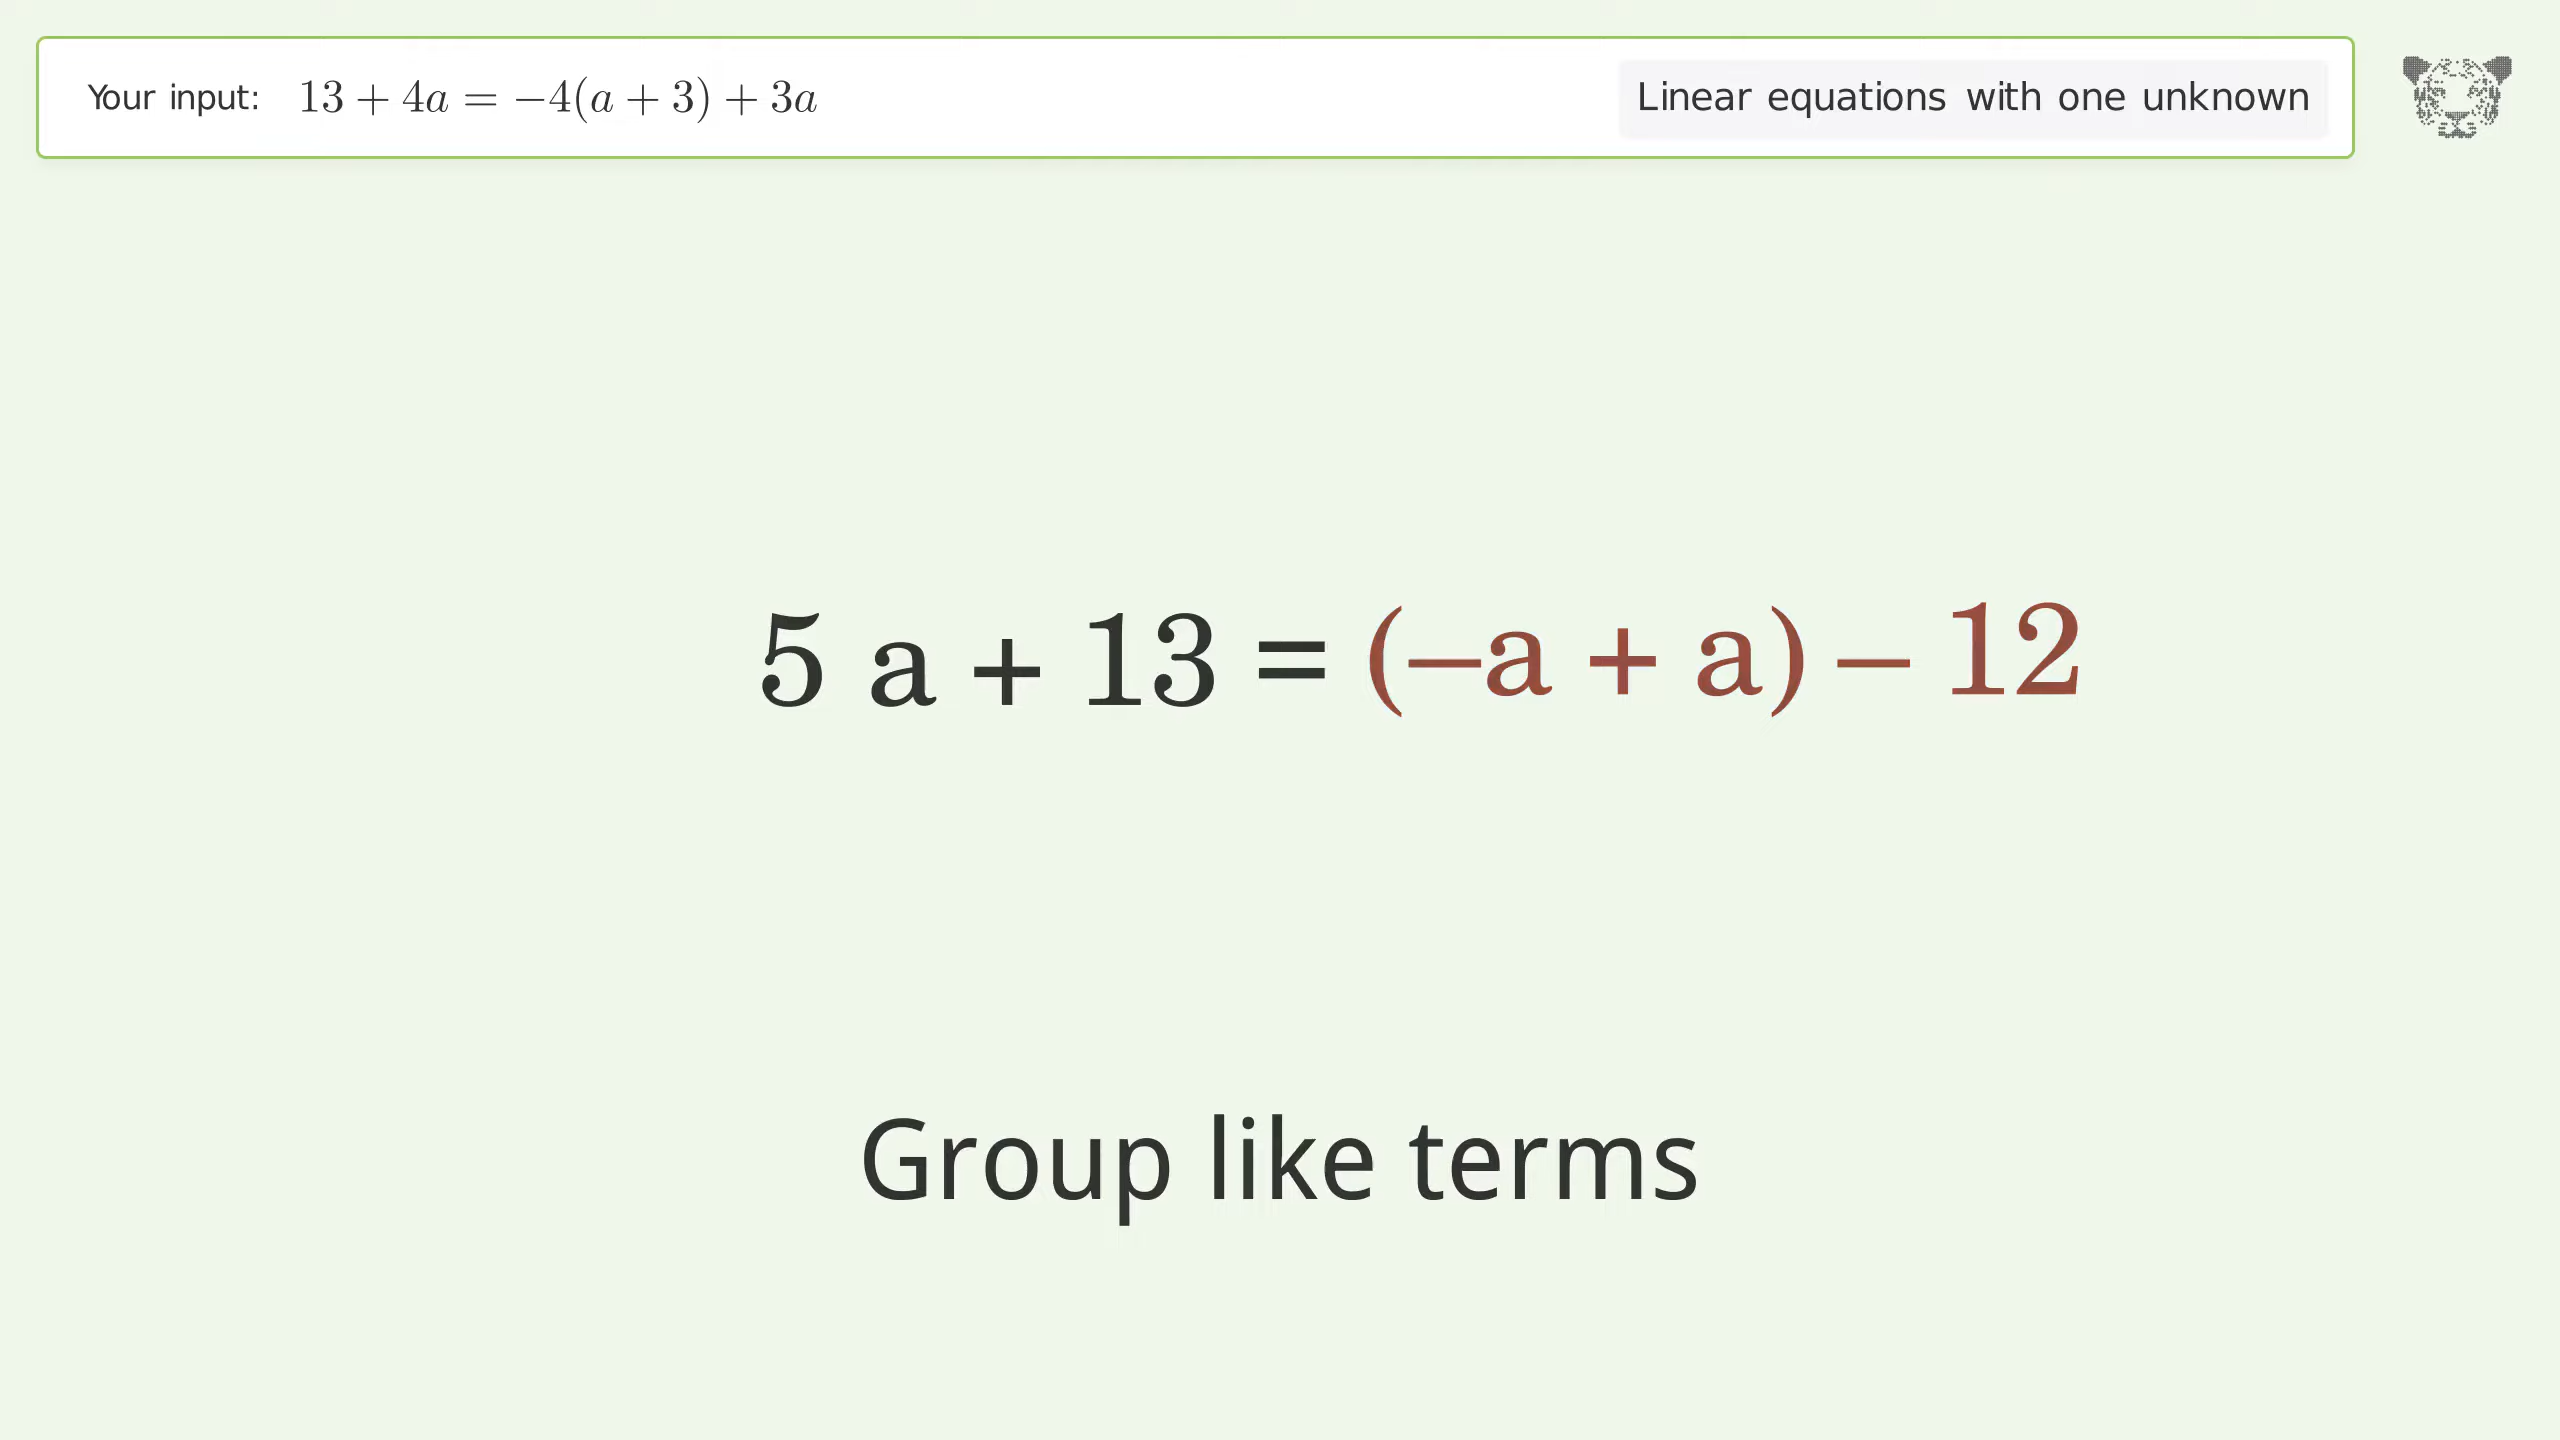 Your input: 13 + 4a = −4(a + 3) + 3a Linear equations with one unknown
5 a + 13 = (−a + a) − 12
Group like terms